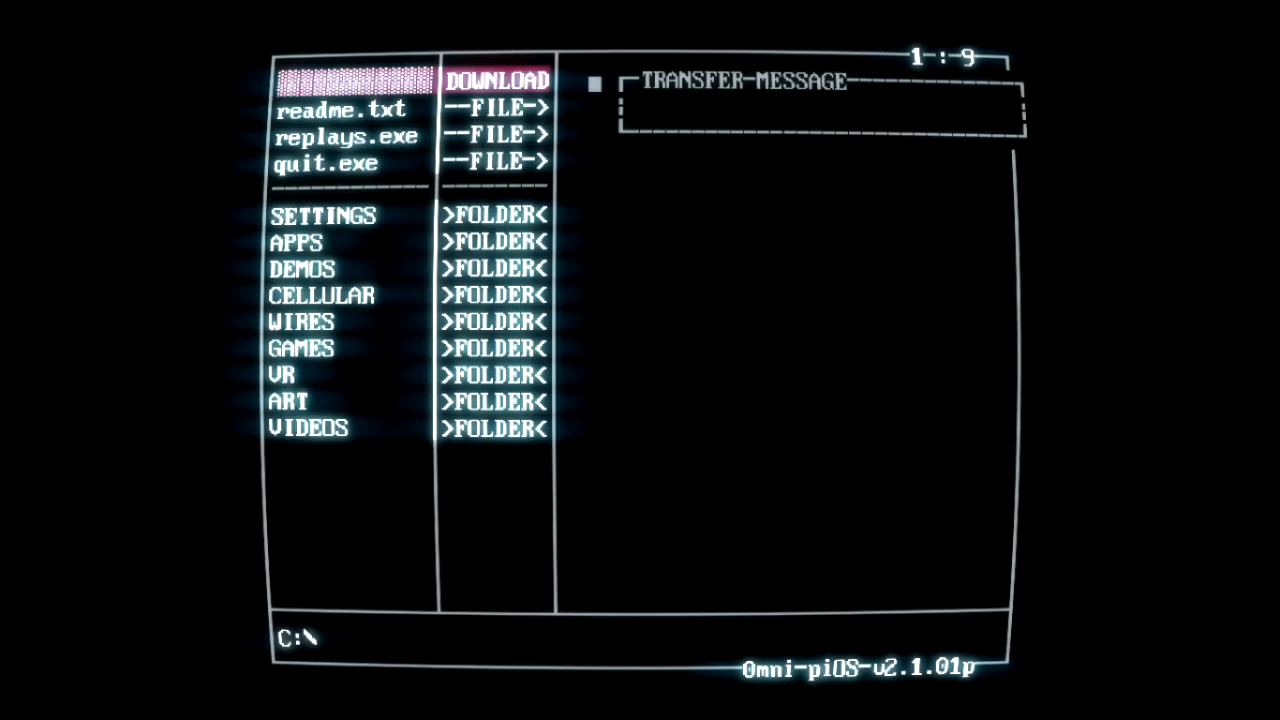 1 : 9
DOWNLOAD
TRANSFER-MESSAGE
readme.txt --FILE->
replays.exe --FILE->
quit.exe --FILE->
SETTINGS >FOLDER<
APPS >FOLDER<
DEMOS >FOLDER<
CELLULAR >FOLDER<
WIRES >FOLDER<
GAMES >FOLDER<
VR >FOLDER<
ART >FOLDER<
VIDEOS >FOLDER<
C:\
Omni-piOS-v2.1.01p